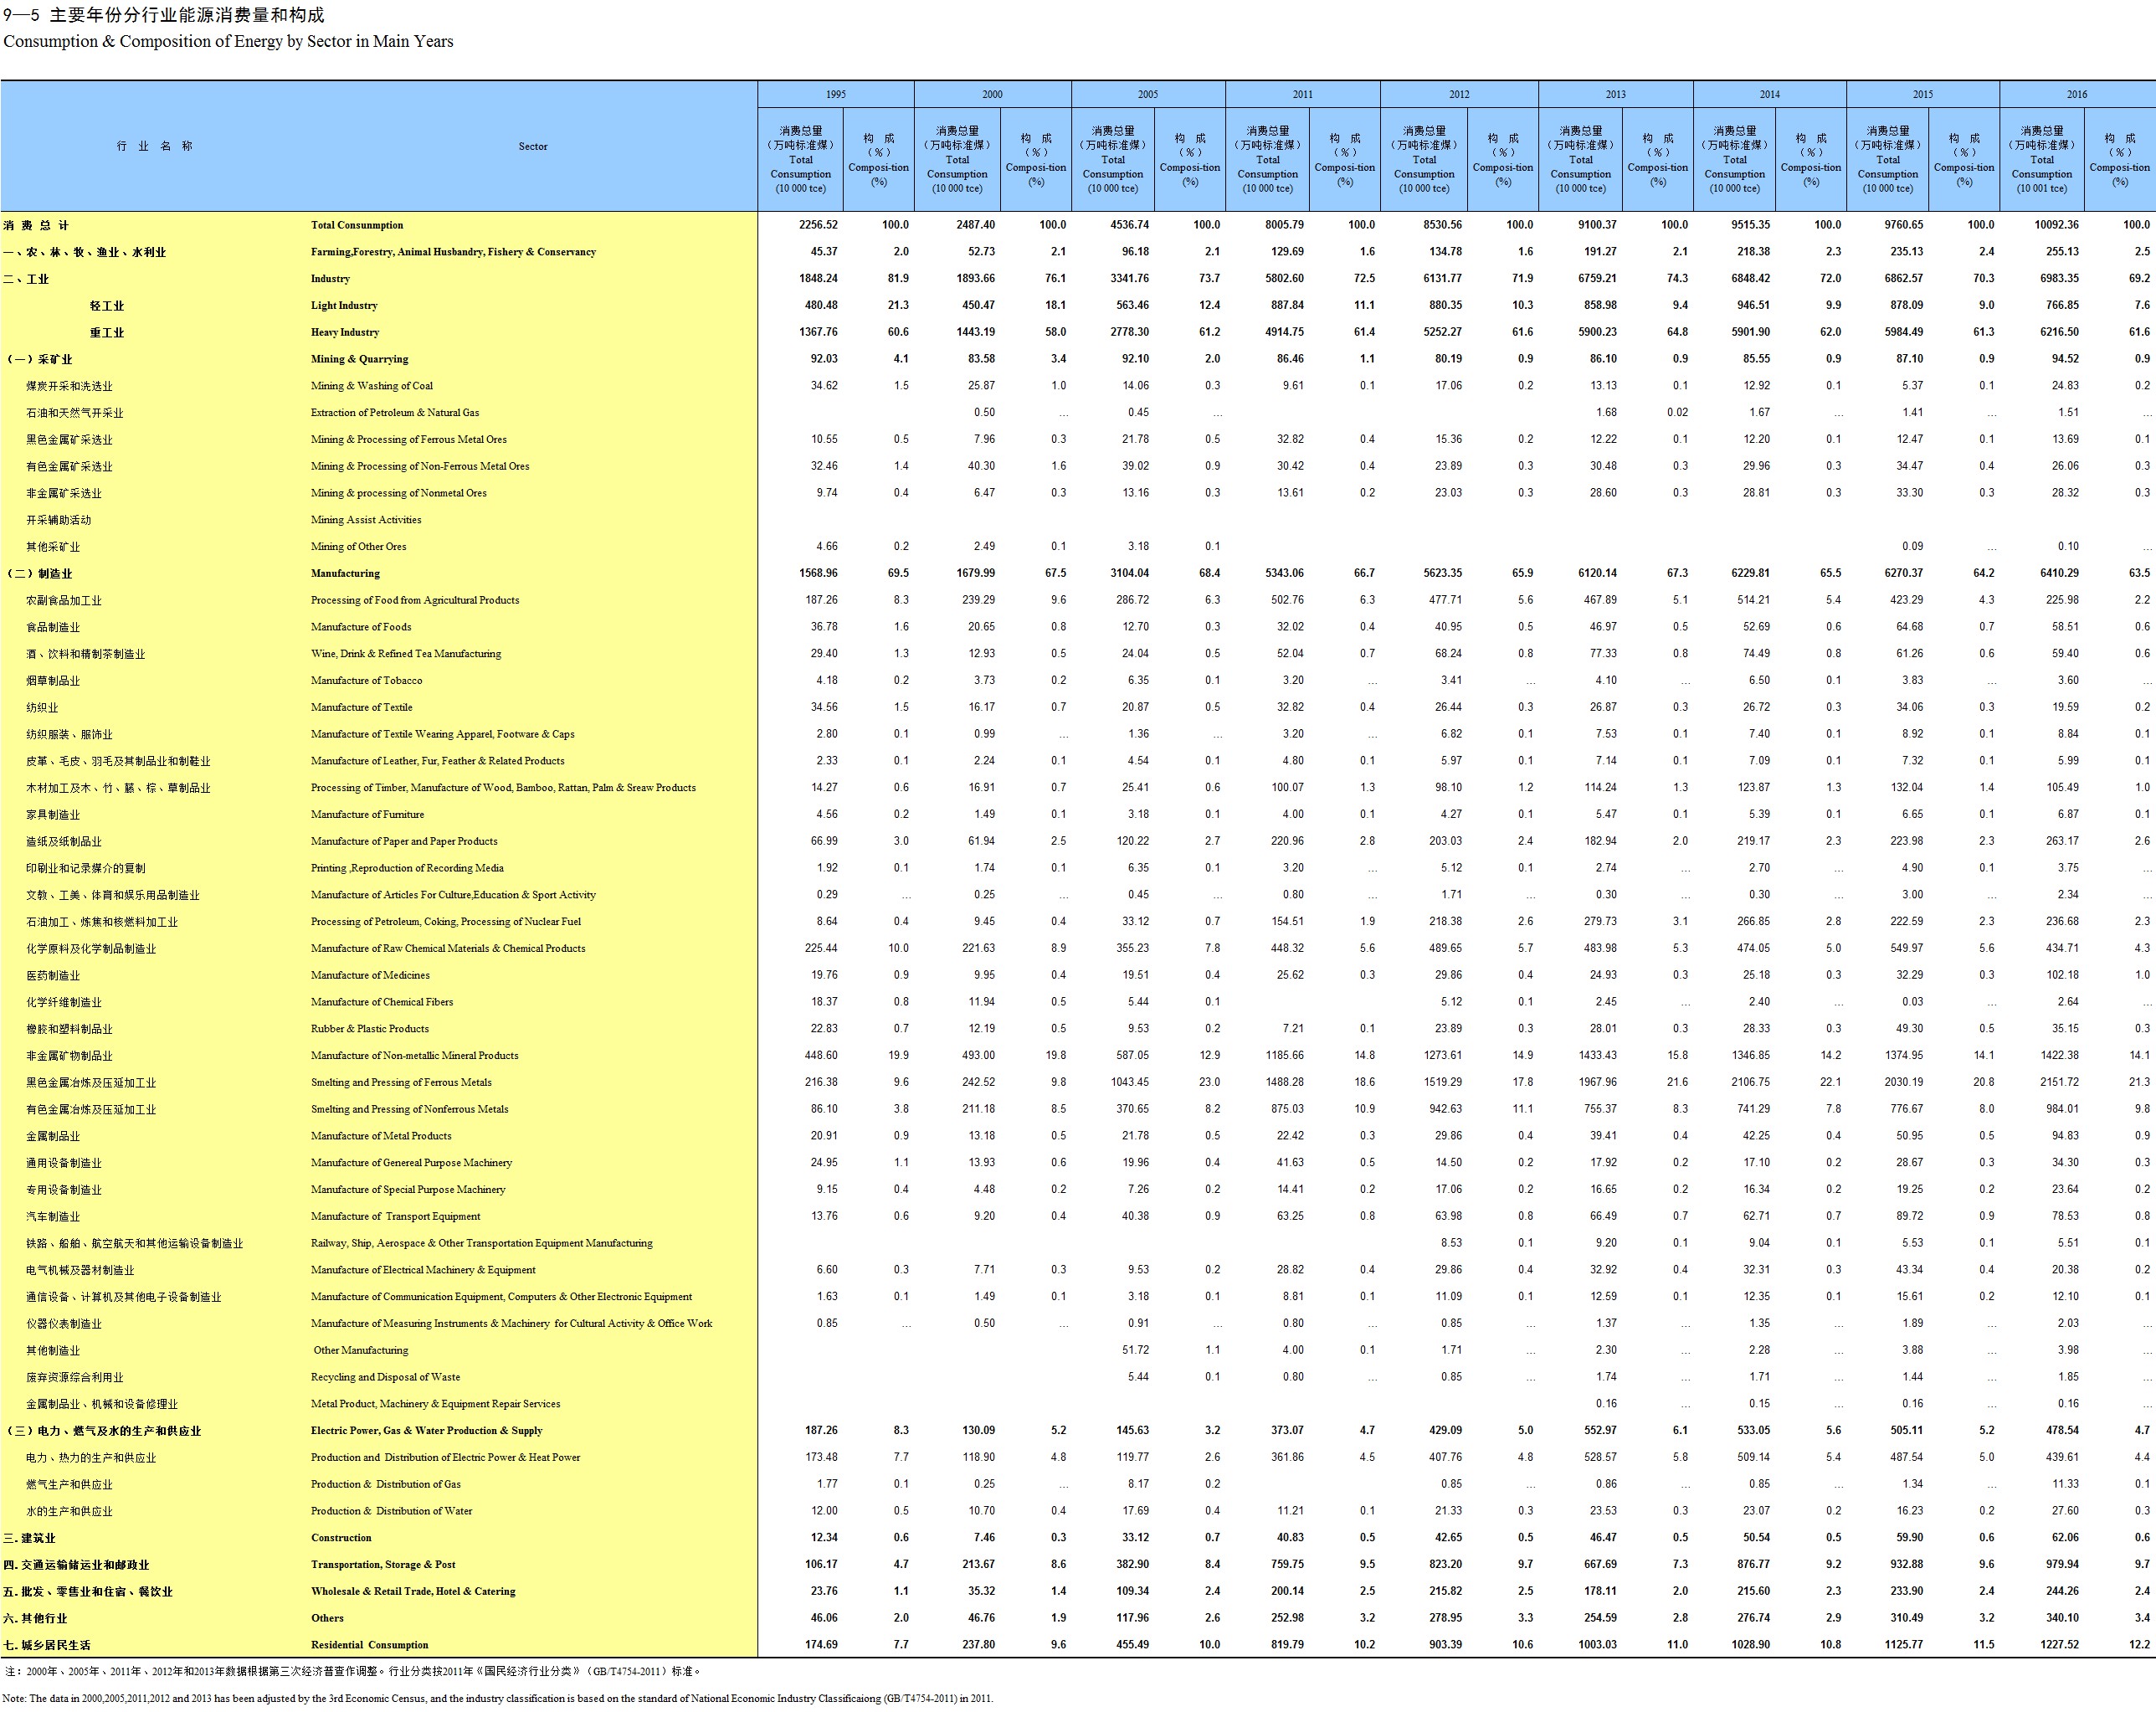 9—5 主要年份分行业能源消费量和构成
Consumption & Composition of Energy by Sector in Main Years
行 业 名 称 Sector 1995 2000 2005 2011 2012 2013 2014 2015 2016
消费总量 构 成 消费总量 构 成 消费总量 构 成 消费总量 构 成 消费总量 构 成 消费总量 构 成 消费总量 构 成 消费总量 构 成 消费总量 构 成
(万吨标准煤) (%) (万吨标准煤) (%) (万吨标准煤) (%) (万吨标准煤) (%) (万吨标准煤) (%) (万吨标准煤) (%) (万吨标准煤) (%) (万吨标准煤) (%) (万吨标准煤) (%)
Total Composi-tion Total Composi-tion Total Composi-tion Total Composi-tion Total Composi-tion Total Composi-tion Total Composi-tion Total Composi-tion Total Composi-tion
Consumption (%) Consumption (%) Consumption (%) Consumption (%) Consumption (%) Consumption (%) Consumption (%) Consumption (%) Consumption (%)
(10 000 tce) (10 000 tce) (10 000 tce) (10 000 tce) (10 000 tce) (10 000 tce) (10 000 tce) (10 000 tce) (10 001 tce)
消 费 总 计 Total Consunmption 2256.52 100.0 2487.40 100.0 4536.74 100.0 8005.79 100.0 8530.56 100.0 9100.37 100.0 9515.35 100.0 9760.65 100.0 10092.36 100.0
一、农、林、牧、渔业、水利业 Farming,Forestry, Animal Husbandry, Fishery & Conservancy 45.37 2.0 52.73 2.1 96.18 2.1 129.69 1.6 134.78 1.6 191.27 2.1 218.38 2.3 235.13 2.4 255.13 2.5
二、工业 Industry 1848.24 81.9 1893.66 76.1 3341.76 73.7 5802.60 72.5 6131.77 71.9 6759.21 74.3 6848.42 72.0 6862.57 70.3 6983.35 69.2
轻工业 Light Industry 480.48 21.3 450.47 18.1 563.46 12.4 887.84 11.1 880.35 10.3 858.98 9.4 946.51 9.9 878.09 9.0 766.85 7.6
重工业 Heavy Industry 1367.76 60.6 1443.19 58.0 2778.30 61.2 4914.75 61.4 5252.27 61.6 5900.23 64.8 5901.90 62.0 5984.49 61.3 6216.50 61.6
(一)采矿业 Mining & Quarrying 92.03 4.1 83.58 3.4 92.10 2.0 86.46 1.1 80.19 0.9 86.10 0.9 85.55 0.9 87.10 0.9 94.52 0.9
煤炭开采和洗选业 Mining & Washing of Coal 34.62 1.5 25.87 1.0 14.06 0.3 9.61 0.1 17.06 0.2 13.13 0.1 12.92 0.1 5.37 0.1 24.83 0.2
石油和天然气开采业 Extraction of Petroleum & Natural Gas 0.50 … 0.45 … 1.68 0.02 1.67 … 1.41 … 1.51 …
黑色金属矿采选业 Mining & Processing of Ferrous Metal Ores 10.55 0.5 7.96 0.3 21.78 0.5 32.82 0.4 15.36 0.2 12.22 0.1 12.20 0.1 12.47 0.1 13.69 0.1
有色金属矿采选业 Mining & Processing of Non-Ferrous Metal Ores 32.46 1.4 40.30 1.6 39.02 0.9 30.42 0.4 23.89 0.3 30.48 0.3 29.96 0.3 34.47 0.4 26.06 0.3
非金属矿采选业 Mining & processing of Nonmetal Ores 9.74 0.4 6.47 0.3 13.16 0.3 13.61 0.2 23.03 0.3 28.60 0.3 28.81 0.3 33.30 0.3 28.32 0.3
开采辅助活动 Mining Assist Activities
其他采矿业 Mining of Other Ores 4.66 0.2 2.49 0.1 3.18 0.1 0.09 … 0.10 …
(二)制造业 Manufacturing 1568.96 69.5 1679.99 67.5 3104.04 68.4 5343.06 66.7 5623.35 65.9 6120.14 67.3 6229.81 65.5 6270.37 64.2 6410.29 63.5
农副食品加工业 Processing of Food from Agricultural Products 187.26 8.3 239.29 9.6 286.72 6.3 502.76 6.3 477.71 5.6 467.89 5.1 514.21 5.4 423.29 4.3 225.98 2.2
食品制造业 Manufacture of Foods 36.78 1.6 20.65 0.8 12.70 0.3 32.02 0.4 40.95 0.5 46.97 0.5 52.69 0.6 64.68 0.7 58.51 0.6
酒、饮料和精制茶制造业 Wine, Drink & Refined Tea Manufacturing 29.40 1.3 12.93 0.5 24.04 0.5 52.04 0.7 68.24 0.8 77.33 0.8 74.49 0.8 61.26 0.6 59.40 0.6
烟草制品业 Manufacture of Tobacco 4.18 0.2 3.73 0.2 6.35 0.1 3.20 … 3.41 … 4.10 … 6.50 0.1 3.83 … 3.60 …
纺织业 Manufacture of Textile 34.56 1.5 16.17 0.7 20.87 0.5 32.82 0.4 26.44 0.3 26.87 0.3 26.72 0.3 34.06 0.3 19.59 0.2
纺织服装、服饰业 Manufacture of Textile Wearing Apparel, Footware & Caps 2.80 0.1 0.99 … 1.36 … 3.20 … 6.82 0.1 7.53 0.1 7.40 0.1 8.92 0.1 8.84 0.1
皮革、毛皮、羽毛及其制品业和制鞋业 Manufacture of Leather, Fur, Feather & Related Products 2.33 0.1 2.24 0.1 4.54 0.1 4.80 0.1 5.97 0.1 7.14 0.1 7.09 0.1 7.32 0.1 5.99 0.1
木材加工及木、竹、藤、棕、草制品业 Processing of Timber, Manufacture of Wood, Bamboo, Rattan, Palm & Sreaw Products 14.27 0.6 16.91 0.7 25.41 0.6 100.07 1.3 98.10 1.2 114.24 1.3 123.87 1.3 132.04 1.4 105.49 1.0
家具制造业 Manufacture of Furniture 4.56 0.2 1.49 0.1 3.18 0.1 4.00 0.1 4.27 0.1 5.47 0.1 5.39 0.1 6.65 0.1 6.87 0.1
造纸及纸制品业 Manufacture of Paper and Paper Products 66.99 3.0 61.94 2.5 120.22 2.7 220.96 2.8 203.03 2.4 182.94 2.0 219.17 2.3 223.98 2.3 263.17 2.6
印刷业和记录媒介的复制 Printing ,Reproduction of Recording Media 1.92 0.1 1.74 0.1 6.35 0.1 3.20 … 5.12 0.1 2.74 … 2.70 … 4.90 0.1 3.75 …
文教、工美、体育和娱乐用品制造业 Manufacture of Articles For Culture,Education & Sport Activity 0.29 … 0.25 … 0.45 … 0.80 … 1.71 … 0.30 … 0.30 … 3.00 … 2.34 …
石油加工、炼焦和核燃料加工业 Processing of Petroleum, Coking, Processing of Nuclear Fuel 8.64 0.4 9.45 0.4 33.12 0.7 154.51 1.9 218.38 2.6 279.73 3.1 266.85 2.8 222.59 2.3 236.68 2.3
化学原料及化学制品制造业 Manufacture of Raw Chemical Materials & Chemical Products 225.44 10.0 221.63 8.9 355.23 7.8 448.32 5.6 489.65 5.7 483.98 5.3 474.05 5.0 549.97 5.6 434.71 4.3
医药制造业 Manufacture of Medicines 19.76 0.9 9.95 0.4 19.51 0.4 25.62 0.3 29.86 0.4 24.93 0.3 25.18 0.3 32.29 0.3 102.18 1.0
化学纤维制造业 Manufacture of Chemical Fibers 18.37 0.8 11.94 0.5 5.44 0.1 5.12 0.1 2.45 … 2.40 … 0.03 … 2.64 …
橡胶和塑料制品业 Rubber & Plastic Products 22.83 0.7 12.19 0.5 9.53 0.2 7.21 0.1 23.89 0.3 28.01 0.3 28.33 0.3 49.30 0.5 35.15 0.3
非金属矿物制品业 Manufacture of Non-metallic Mineral Products 448.60 19.9 493.00 19.8 587.05 12.9 1185.66 14.8 1273.61 14.9 1433.43 15.8 1346.85 14.2 1374.95 14.1 1422.38 14.1
黑色金属冶炼及压延加工业 Smelting and Pressing of Ferrous Metals 216.38 9.6 242.52 9.8 1043.45 23.0 1488.28 18.6 1519.29 17.8 1967.96 21.6 2106.75 22.1 2030.19 20.8 2151.72 21.3
有色金属冶炼及压延加工业 Smelting and Pressing of Nonferrous Metals 86.10 3.8 211.18 8.5 370.65 8.2 875.03 10.9 942.63 11.1 755.37 8.3 741.29 7.8 776.67 8.0 984.01 9.8
金属制品业 Manufacture of Metal Products 20.91 0.9 13.18 0.5 21.78 0.5 22.42 0.3 29.86 0.4 39.41 0.4 42.25 0.4 50.95 0.5 94.83 0.9
通用设备制造业 Manufacture of Genereal Purpose Machinery 24.95 1.1 13.93 0.6 19.96 0.4 41.63 0.5 14.50 0.2 17.92 0.2 17.10 0.2 28.67 0.3 34.30 0.3
专用设备制造业 Manufacture of Special Purpose Machinery 9.15 0.4 4.48 0.2 7.26 0.2 14.41 0.2 17.06 0.2 16.65 0.2 16.34 0.2 19.25 0.2 23.64 0.2
汽车制造业 Manufacture of Transport Equipment 13.76 0.6 9.20 0.4 40.38 0.9 63.25 0.8 63.98 0.8 66.49 0.7 62.71 0.7 89.72 0.9 78.53 0.8
铁路、船舶、航空航天和其他运输设备制造业 Railway, Ship, Aerospace & Other Transportation Equipment Manufacturing 8.53 0.1 9.20 0.1 9.04 0.1 5.53 0.1 5.51 0.1
电气机械及器材制造业 Manufacture of Electrical Machinery & Equipment 6.60 0.3 7.71 0.3 9.53 0.2 28.82 0.4 29.86 0.4 32.92 0.4 32.31 0.3 43.34 0.4 20.38 0.2
通信设备、计算机及其他电子设备制造业 Manufacture of Communication Equipment, Computers & Other Electronic Equipment 1.63 0.1 1.49 0.1 3.18 0.1 8.81 0.1 11.09 0.1 12.59 0.1 12.35 0.1 15.61 0.2 12.10 0.1
仪器仪表制造业 Manufacture of Measuring Instruments & Machinery for Cultural Activity & Office Work 0.85 … 0.50 … 0.91 … 0.80 … 0.85 … 1.37 … 1.35 … 1.89 … 2.03 …
其他制造业 Other Manufacturing 51.72 1.1 4.00 0.1 1.71 … 2.30 … 2.28 … 3.88 … 3.98 …
废弃资源综合利用业 Recycling and Disposal of Waste 5.44 0.1 0.80 … 0.85 … 1.74 … 1.71 … 1.44 … 1.85 …
金属制品业、机械和设备修理业 Metal Product, Machinery & Equipment Repair Services 0.16 … 0.15 … 0.16 … 0.16 …
(三)电力、燃气及水的生产和供应业 Electric Power, Gas & Water Production & Supply 187.26 8.3 130.09 5.2 145.63 3.2 373.07 4.7 429.09 5.0 552.97 6.1 533.05 5.6 505.11 5.2 478.54 4.7
电力、热力的生产和供应业 Production and Distribution of Electric Power & Heat Power 173.48 7.7 118.90 4.8 119.77 2.6 361.86 4.5 407.76 4.8 528.57 5.8 509.14 5.4 487.54 5.0 439.61 4.4
燃气生产和供应业 Production & Distribution of Gas 1.77 0.1 0.25 … 8.17 0.2 0.85 … 0.86 … 0.85 … 1.34 … 11.33 0.1
水的生产和供应业 Production & Distribution of Water 12.00 0.5 10.70 0.4 17.69 0.4 11.21 0.1 21.33 0.3 23.53 0.3 23.07 0.2 16.23 0.2 27.60 0.3
三.建筑业 Construction 12.34 0.6 7.46 0.3 33.12 0.7 40.83 0.5 42.65 0.5 46.47 0.5 50.54 0.5 59.90 0.6 62.06 0.6
四.交通运输储运业和邮政业 Transportation, Storage & Post 106.17 4.7 213.67 8.6 382.90 8.4 759.75 9.5 823.20 9.7 667.69 7.3 876.77 9.2 932.88 9.6 979.94 9.7
五.批发、零售业和住宿、餐饮业 Wholesale & Retail Trade, Hotel & Catering 23.76 1.1 35.32 1.4 109.34 2.4 200.14 2.5 215.82 2.5 178.11 2.0 215.60 2.3 233.90 2.4 244.26 2.4
六.其他行业 Others 46.06 2.0 46.76 1.9 117.96 2.6 252.98 3.2 278.95 3.3 254.59 2.8 276.74 2.9 310.49 3.2 340.10 3.4
七.城乡居民生活 Residential Consumption 174.69 7.7 237.80 9.6 455.49 10.0 819.79 10.2 903.39 10.6 1003.03 11.0 1028.90 10.8 1125.77 11.5 1227.52 12.2
注：2000年、2005年、2011年、2012年和2013年数据根据第三次经济普查作调整。行业分类按2011年《国民经济行业分类》（GB/T4754-2011）标准。
Note: The data in 2000,2005,2011,2012 and 2013 has been adjusted by the 3rd Economic Census, and the industry classification is based on the standard of National Economic Industry Classificaiong (GB/T4754-2011) in 2011.